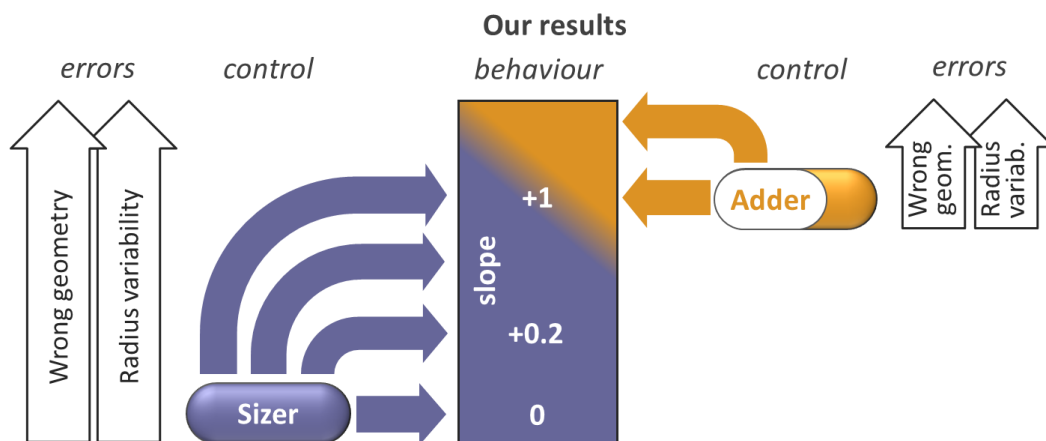 Our results
errors
control
behaviour
control
errors
Wrong geometry
Radius variability
Sizer
slope
+1
+0.2
0
Adder
Wrong
geom.
Radius
variab.